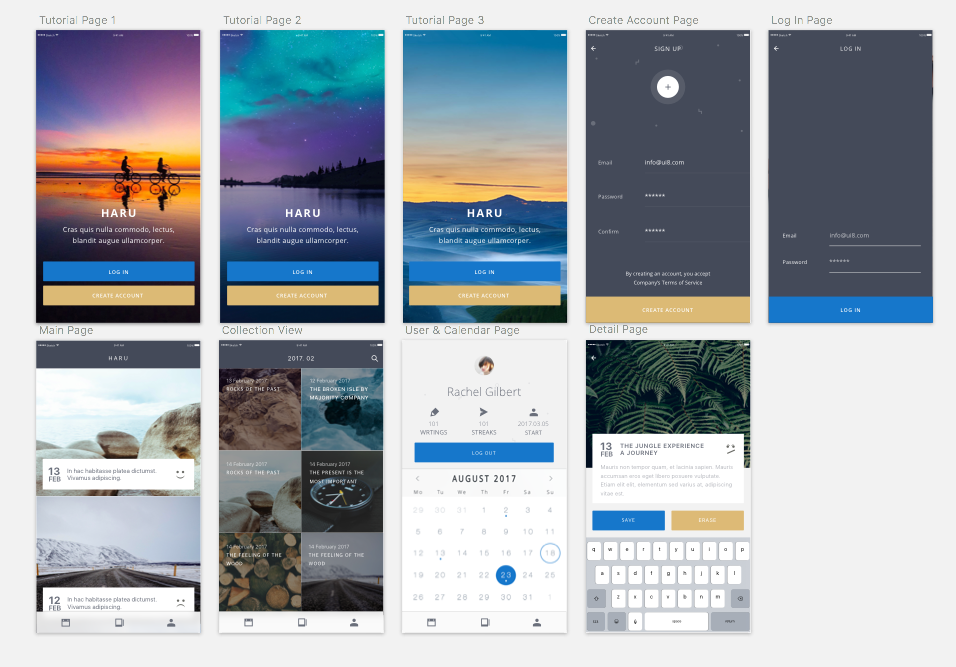 Tutorial Page 1
Tutorial Page 2
Tutorial Page 3
Create Account Page
Log In Page
HARU
Cras quis nulla commodo, lectus,
blandit augue ullamcorper.
LOG IN
CREATE ACCOUNT
HARU
Cras quis nulla commodo, lectus,
blandit augue ullamcorper.
LOG IN
CREATE ACCOUNT
HARU
Cras quis nulla commodo, lectus,
blandit augue ullamcorper.
LOG IN
CREATE ACCOUNT
SIGN UP
Email info@ui8.com
Password ******
Confirm ******
By creating an account, you accept
Company's Terms of Service
CREATE ACCOUNT
LOG IN
Email info@ui8.com
Password ******
LOG IN
Main Page
Collection View
User & Calendar Page
Detail Page
HARU
13
FEB
In hac habitasse platea dictumst.
Vivamus adipiscing.
12
FEB
In hac habitasse platea dictumst.
Vivamus adipiscing.
2017. 02
13 February 2017
ROCKS OF THE PAST
February 2017
THE BROKEN ISLE BY
MAJORITY COMPANY
14 February 2017
ROCKS OF THE PAST
14 February 2017
THE PRESENT IS THE
MOST IMPORTANT
14 February 2017
THE FEELING OF THE
WOOD
14 February 2017
THE FEELING OF THE
WOOD
Rachel Gilbert
101
WRTINGS
101
STREAKS
2017.03.05
START
LOG OUT
AUGUST 2017
Mo Tu We Th Fr Sa Su
29 30 31 1 2 3 4
5 6 7 8 9 10 11
12 13 14 15 16 17 18
19 20 21 22 23 24 25
26 27 28 29 30 31 1
13
FEB
THE JUNGLE EXPERIENCE
A JOURNEY
Mauris non tempor quam, et lacinia sapien. Mauris
accumsan eros eget libero posuere vulputate.
Etiam elit elit, elementum sed varius at, adipiscing
vitae est.
SAVE
ERASE
q w e r t y u i o p
a s d f g h j k l
z x c v b n m
space